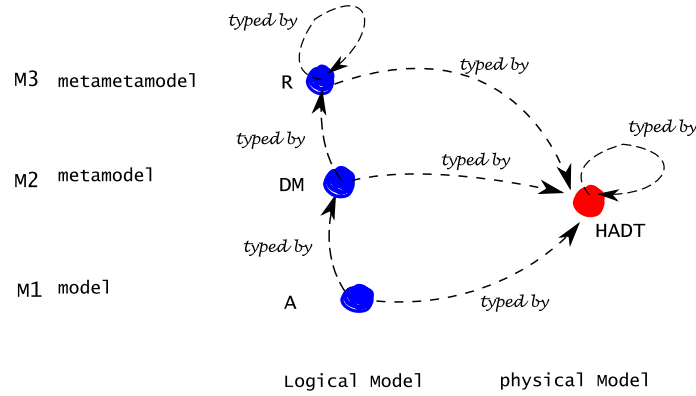 typed by
M3 metametamodel
R
typed by
typed by
typed by
M2 metamodel
DM
typed by
HADT
typed by
M1 model
A
typed by
Logical Model
physical Model